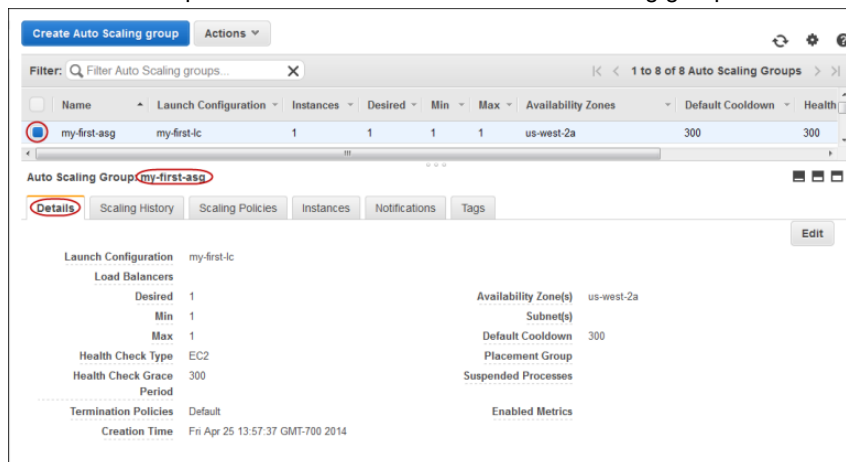 Create Auto Scaling group Actions
Filter: Filter Auto Scaling groups... 1 to 8 of 8 Auto Scaling Groups
Name Launch Configuration Instances Desired Min Max Availability Zones Default Cooldown Health
my-first-asg my-first-lc 1 1 1 1 us-west-2a 300 300
Auto Scaling Group: my-first-asg
Details Scaling History Scaling Policies Instances Notifications Tags
Edit
Launch Configuration my-first-lc
Load Balancers
Desired 1 Availability Zone(s) us-west-2a
Min 1 Subnet(s)
Max 1 Default Cooldown 300
Health Check Type EC2 Placement Group
Health Check Grace 300 Suspended Processes
Period
Termination Policies Default Enabled Metrics
Creation Time Fri Apr 25 13:57:37 GMT-700 2014